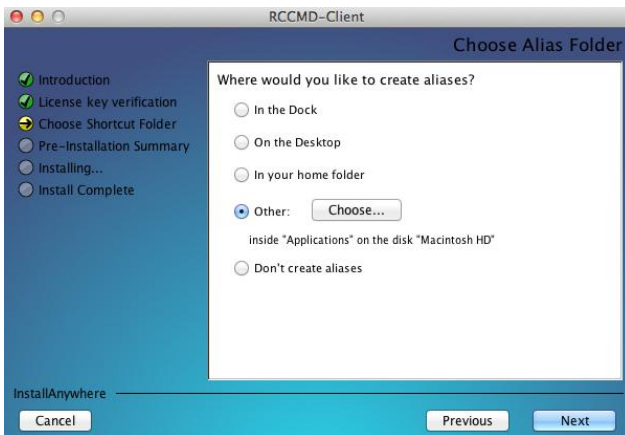 RCCMD-Client
Choose Alias Folder
Introduction
License key verification
Choose Shortcut Folder
Pre-Installation Summary
Installing...
Install Complete
Where would you like to create aliases?
In the Dock
On the Desktop
In your home folder
Other: Choose...
inside "Applications" on the disk "Macintosh HD"
Don't create aliases
InstallAnywhere
Cancel Previous Next